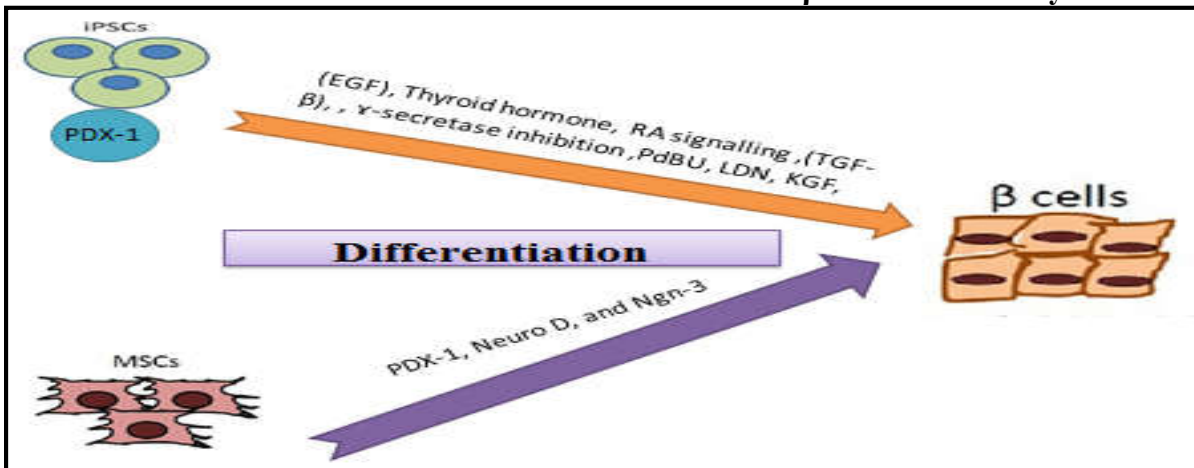 iPSCs
PDX-1
(EGF), Thyroid hormone, RA signalling ,(TGF-
β), , ɣ-secretase inhibition ,PdBU, LDN, KGF,
β cells
Differentiation
PDX-1, Neuro D, and Ngn-3
MSCs